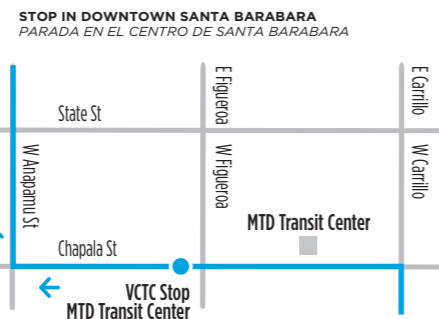 STOP IN DOWNTOWN SANTA BARABARA
PARADA EN EL CENTRO DE SANTA BARABARA
E Figueroa
E Carrillo
State St
W Anapamu St
W Figueroa
W Carrillo
MTD Transit Center
Chapala St
VCTC Stop
MTD Transit Center